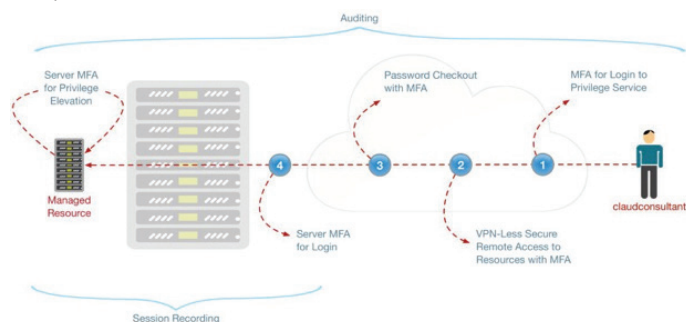 Auditing
Server MFA
for Privilege
Elevation
Password Checkout
with MFA
MFA for Login to
Privilege Service
4
3
2
1
Managed
Resource
claudconsultant
Server MFA
for Login
VPN-Less Secure
Remote Access to
Resources with MFA
Session Recording